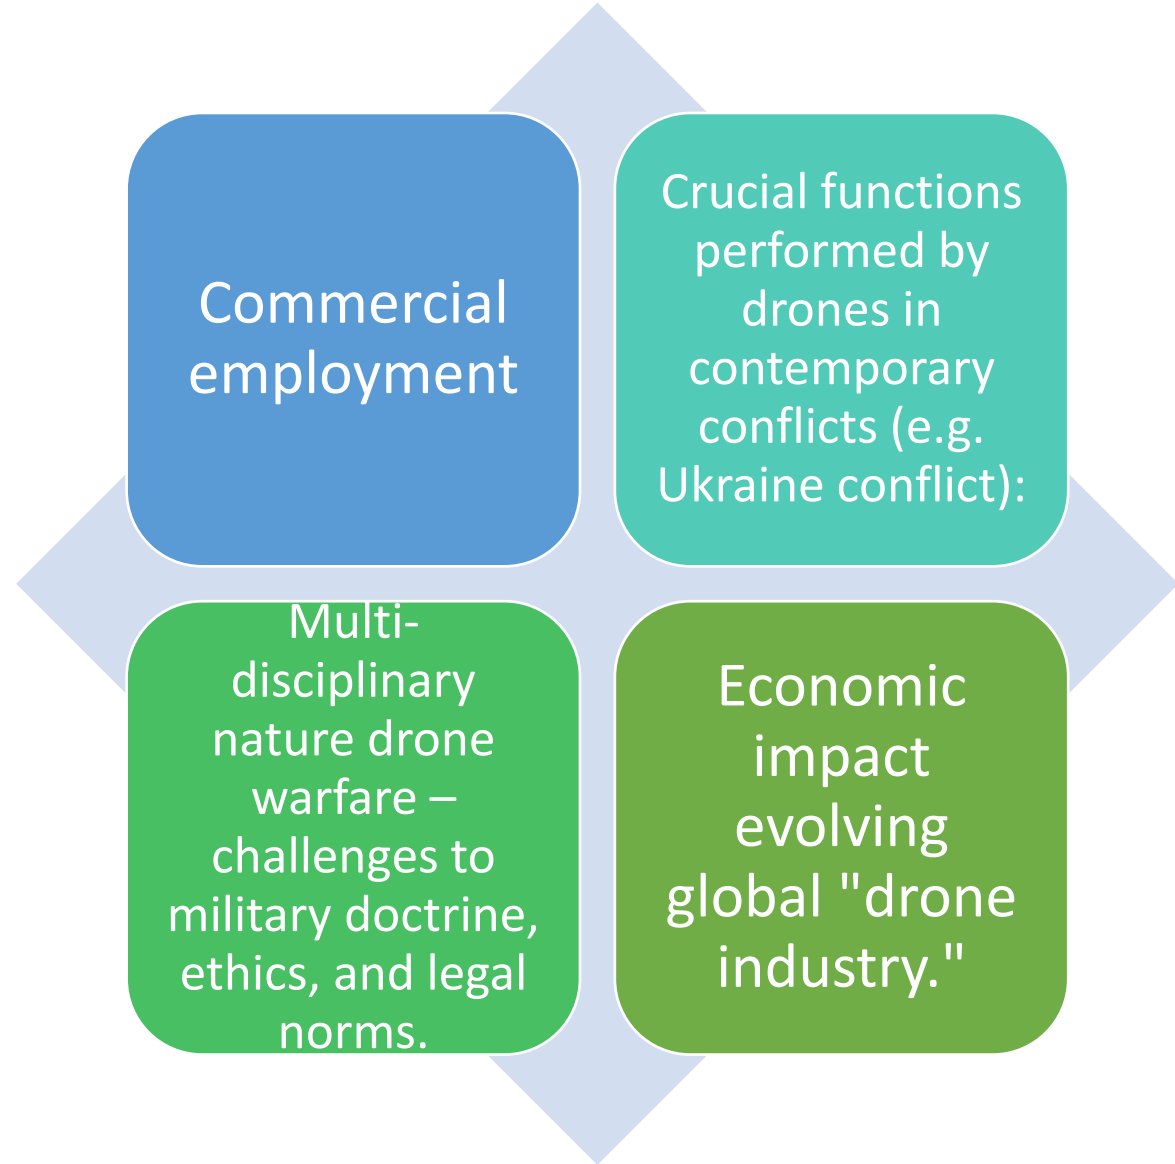 Commercial
employment
Crucial functions
performed by
drones in
contemporary
conflicts (e.g.
Ukraine conflict):
Multi-
disciplinary
nature drone
warfare –
challenges to
military doctrine,
ethics, and legal
norms.
Economic
impact
evolving
global "drone
industry."